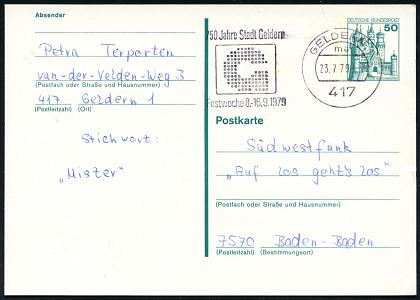 Absender
Petra Terporten
van-der-Velden-Weg 3
(Postfach oder Straße und Hausnummer)
417 Geldern 1
(Postleitzahl) (Ort)
Stichwort:
„Mister"
750 Jahre Stadt Geldern
G
Festwoche 8.-16.9.1979
GELDERN
23.7.79
417
DEUTSCHE BUNDESPOST
50
Postkarte
Südwestfunk
„Auf los geht's los"
(Postfach oder Straße und Hausnummer)
7570 Baden-Baden
(Postleitzahl) (Bestimmungsort)